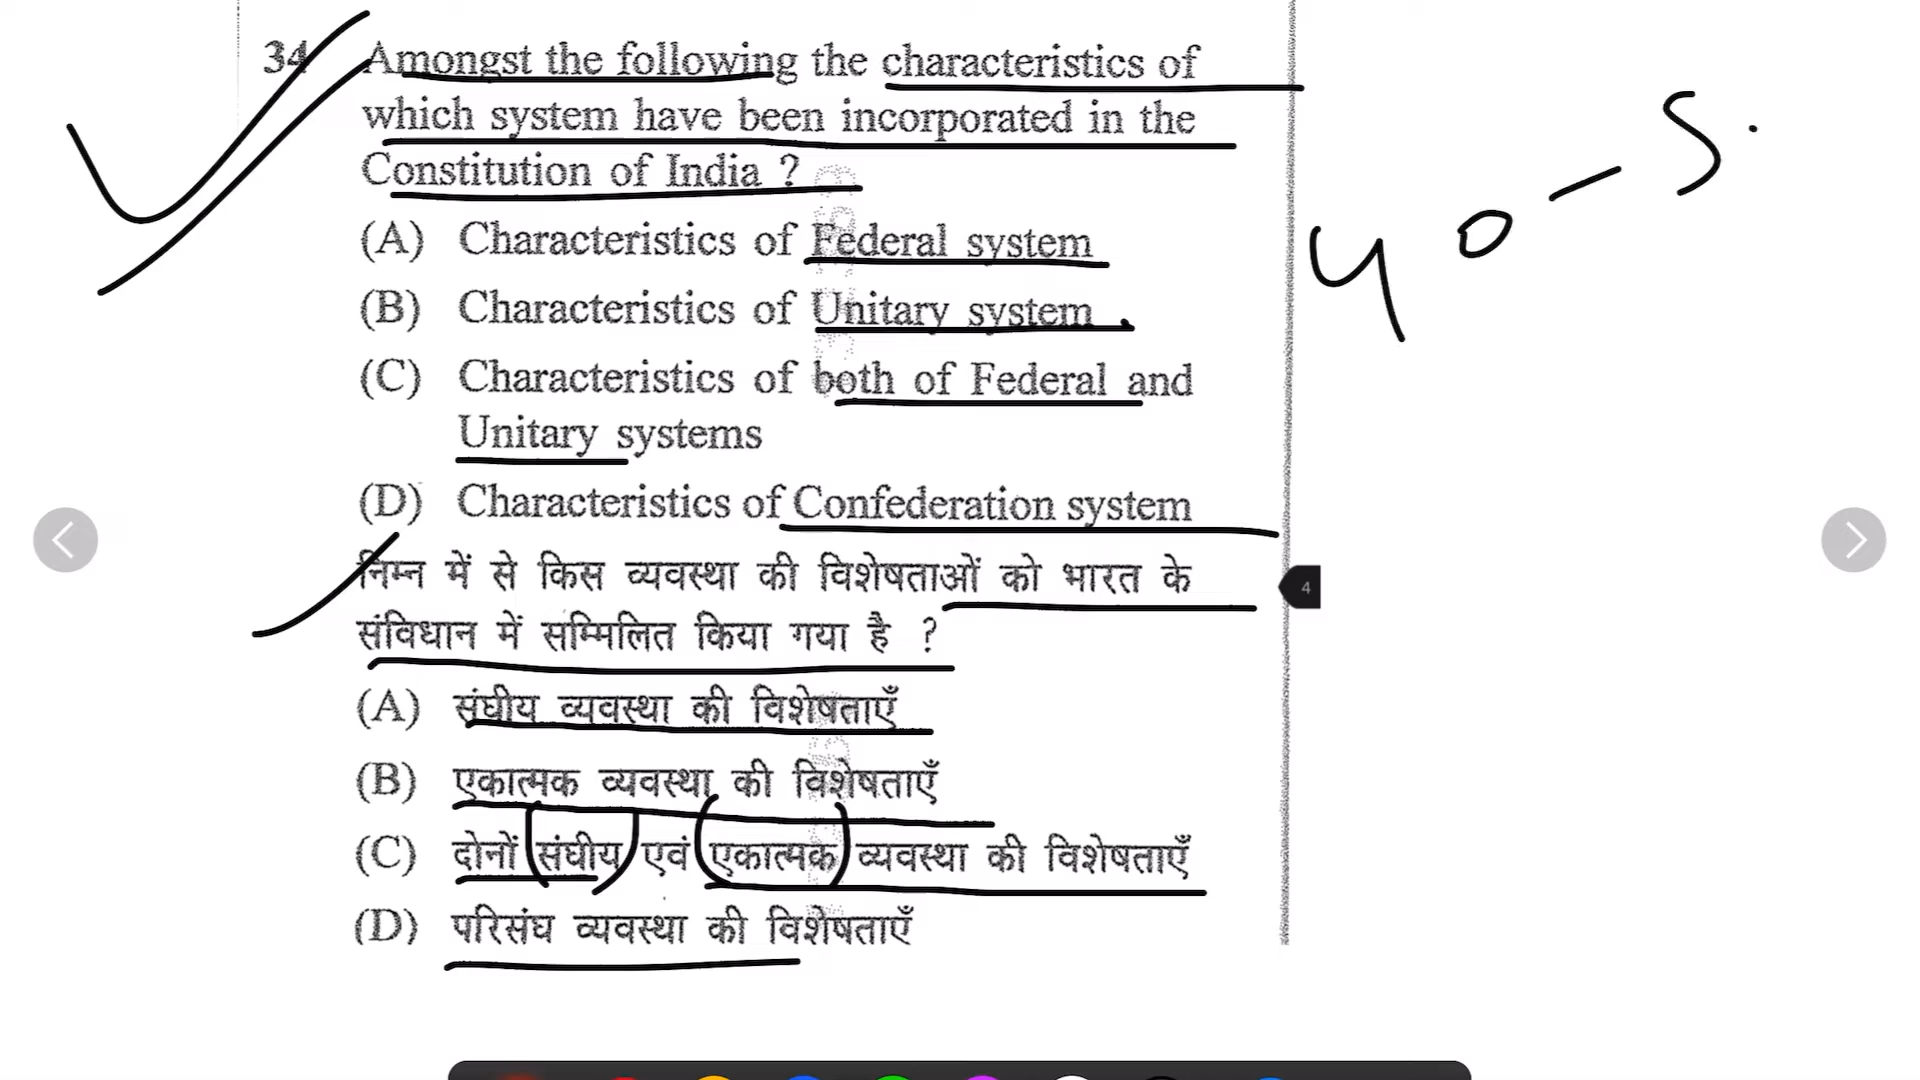 34 Amongst the following the characteristics of
which system have been incorporated in the
Constitution of India ?
(A) Characteristics of Federal system
(B) Characteristics of Unitary system
(C) Characteristics of both of Federal and
Unitary systems
(D) Characteristics of Confederation system
निम्न में से किस व्यवस्था की विशेषताओं को भारत के
संविधान में सम्मिलित किया गया है ?
(A) संघीय व्यवस्था की विशेषताएँ
(B) एकात्मक व्यवस्था की विशेषताएँ
(C) दोनों संघीय एवं एकात्मक व्यवस्था की विशेषताएँ
(D) परिसंघ व्यवस्था की विशेषताएँ
4